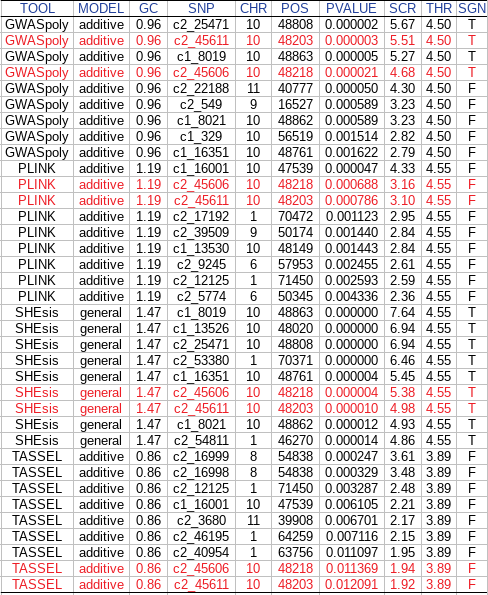 TOOL MODEL GC SNP CHR POS PVALUE SCR THR SGN
GWASpoly additive 0.96 c2_25471 10 48808 0.000002 5.67 4.50 T
GWASpoly additive 0.96 c2_45611 10 48203 0.000003 5.51 4.50 T
GWASpoly additive 0.96 c1_8019 10 48863 0.000005 5.27 4.50 T
GWASpoly additive 0.96 c2_45606 10 48218 0.000021 4.68 4.50 T
GWASpoly additive 0.96 c2_22188 11 40777 0.000050 4.30 4.50 F
GWASpoly additive 0.96 c2_549 9 16527 0.000589 3.23 4.50 F
GWASpoly additive 0.96 c1_8021 10 48862 0.000589 3.23 4.50 F
GWASpoly additive 0.96 c1_329 10 56519 0.001514 2.82 4.50 F
GWASpoly additive 0.96 c1_16351 10 48761 0.001622 2.79 4.50 F
PLINK additive 1.19 c1_16001 10 47539 0.000047 4.33 4.55 F
PLINK additive 1.19 c2_45606 10 48218 0.000688 3.16 4.55 F
PLINK additive 1.19 c2_45611 10 48203 0.000786 3.10 4.55 F
PLINK additive 1.19 c2_17192 1 70472 0.001123 2.95 4.55 F
PLINK additive 1.19 c2_39509 9 50174 0.001440 2.84 4.55 F
PLINK additive 1.19 c1_13530 10 48149 0.001443 2.84 4.55 F
PLINK additive 1.19 c2_9245 6 57953 0.002455 2.61 4.55 F
PLINK additive 1.19 c2_12125 1 71450 0.002593 2.59 4.55 F
PLINK additive 1.19 c2_5774 6 50345 0.004336 2.36 4.55 F
SHEsis general 1.47 c1_8019 10 48863 0.000000 7.64 4.55 T
SHEsis general 1.47 c1_13526 10 48020 0.000000 6.94 4.55 T
SHEsis general 1.47 c2_25471 10 48808 0.000000 6.94 4.55 T
SHEsis general 1.47 c2_53380 1 70371 0.000000 6.46 4.55 T
SHEsis general 1.47 c1_16351 10 48761 0.000004 5.45 4.55 T
SHEsis general 1.47 c2_45606 10 48218 0.000004 5.38 4.55 T
SHEsis general 1.47 c2_45611 10 48203 0.000010 4.98 4.55 T
SHEsis general 1.47 c1_8021 10 48862 0.000012 4.93 4.55 T
SHEsis general 1.47 c2_54811 1 46270 0.000014 4.86 4.55 T
TASSEL additive 0.86 c2_16999 8 54838 0.000247 3.61 3.89 F
TASSEL additive 0.86 c2_16998 8 54838 0.000329 3.48 3.89 F
TASSEL additive 0.86 c2_12125 1 71450 0.003287 2.48 3.89 F
TASSEL additive 0.86 c1_16001 10 47539 0.006105 2.21 3.89 F
TASSEL additive 0.86 c2_3680 11 39908 0.006701 2.17 3.89 F
TASSEL additive 0.86 c2_46195 1 64259 0.007116 2.15 3.89 F
TASSEL additive 0.86 c2_40954 1 63756 0.011097 1.95 3.89 F
TASSEL additive 0.86 c2_45606 10 48218 0.011369 1.94 3.89 F
TASSEL additive 0.86 c2_45611 10 48203 0.012091 1.92 3.89 F